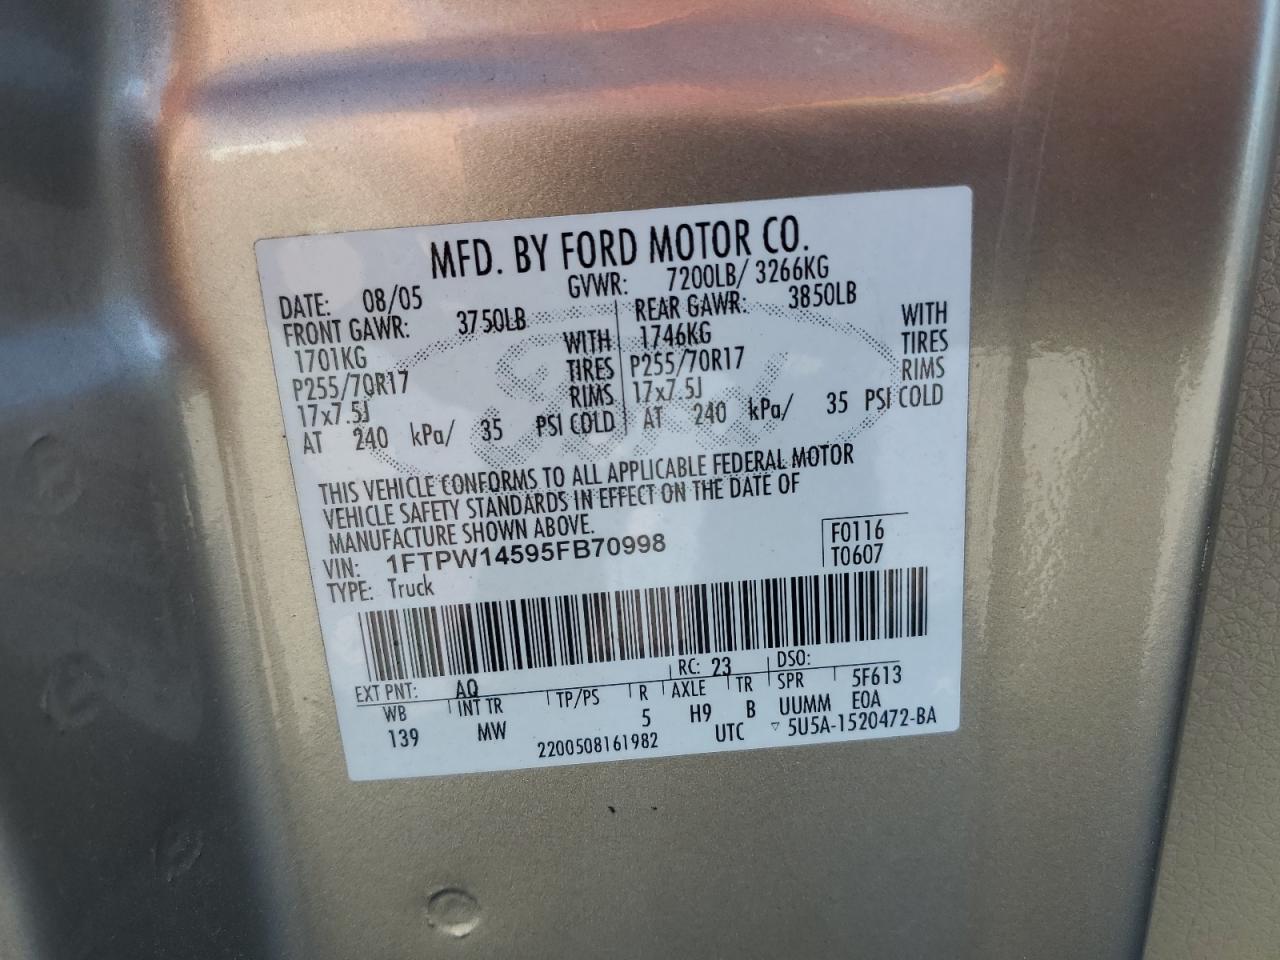 MFD. BY FORD MOTOR CO.
DATE: 08/05 GVWR: 7200LB/ 3266KG
FRONT GAWR: 3750LB REAR GAWR: 3850LB
1701KG WITH 1746KG WITH
P255/70R17 TIRES P255/70R17 TIRES
17x7.5J RIMS 17x7.5J RIMS
AT 240 kPa/ 35 PSI COLD AT 240 kPa/ 35 PSI COLD
THIS VEHICLE CONFORMS TO ALL APPLICABLE FEDERAL MOTOR
VEHICLE SAFETY STANDARDS IN EFFECT ON THE DATE OF
MANUFACTURE SHOWN ABOVE.
VIN: 1FTPW14595FB70998
F0116
T0607
TYPE: Truck
EXT PNT: AQ RC: 23 DSO:
WB INT TR TP/PS R AXLE TR SPR 5F613
139 MW 5 H9 B UUMM EOA
2200508161982 UTC ▽ 5U5A-1520472-BA